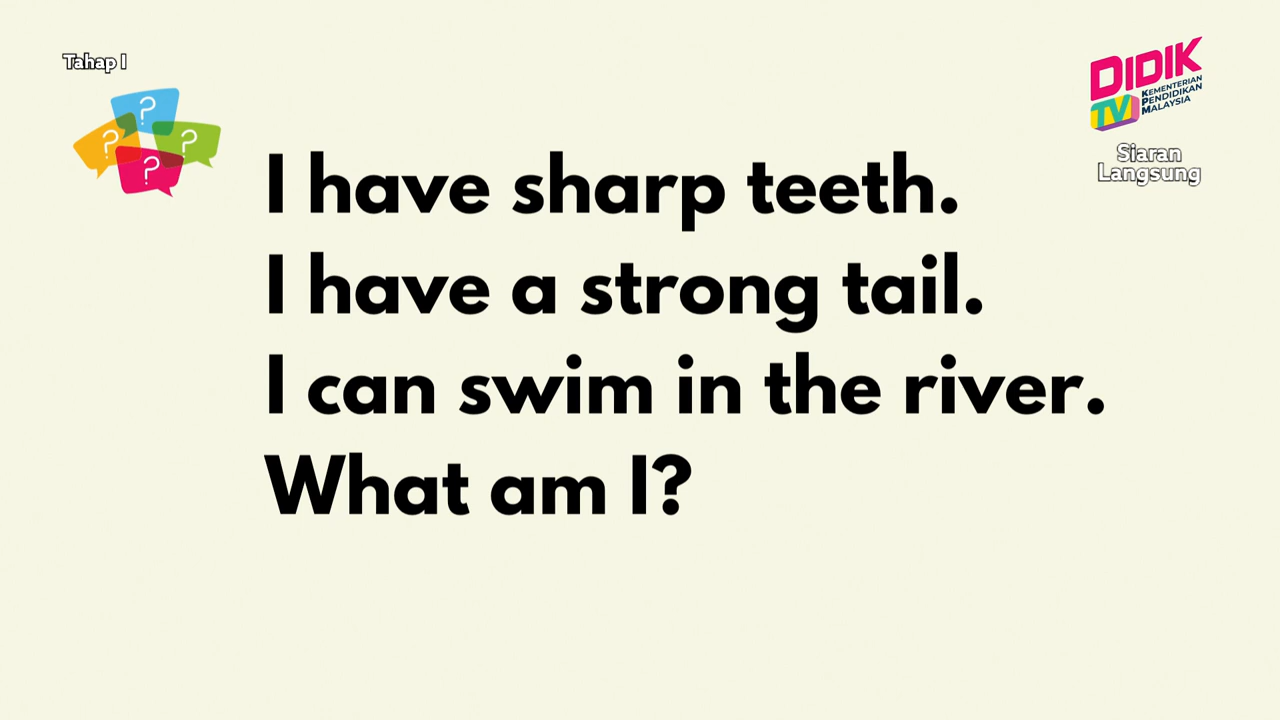 Tahap I
? ? ? ?
DIDIK
TV KEMENTERIAN
PENDIDIKAN
MALAYSIA
Siaran
Langsung
I have sharp teeth.
I have a strong tail.
I can swim in the river.
What am I?